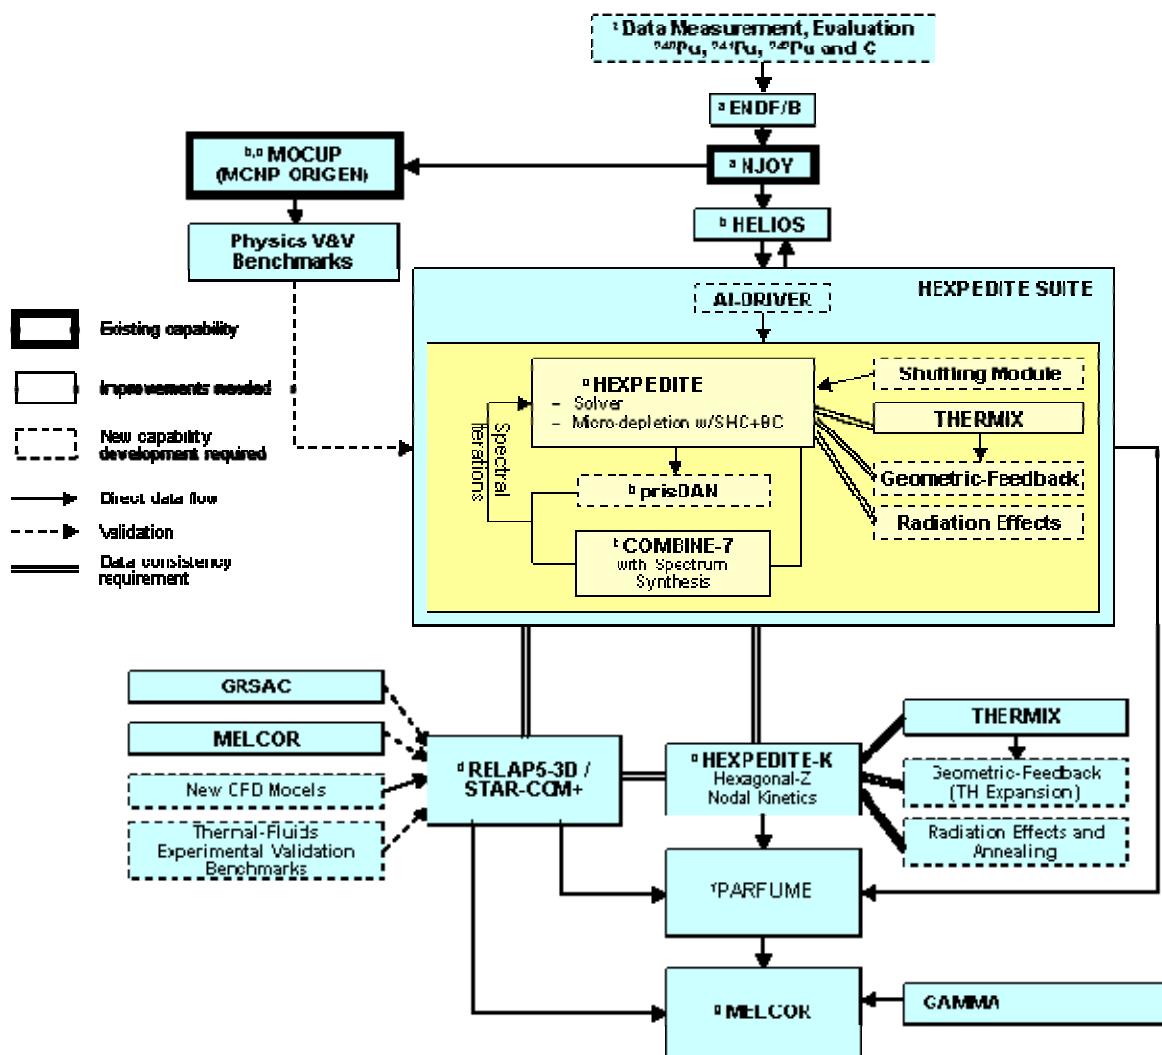 Data Measurement, Evaluation
²⁴⁰Pu, ²⁴¹Pu, ²⁴²Pu and C
ENDF/B
MOCUP
(MCNP ORIGEN)
NJOY
HELIOS
Physics V&V
Benchmarks
HEXPEDITE SUITE
AI-DRIVER
Existing capability
Improvements needed
New capability
development required
Direct data flow
Validation
Data consistency
requirement
HEXPEDITE
– Solver
– Micro-depletion w/SHC+BC
Shuffling Module
THERMIX
Geometric-Feedback
Radiation Effects
Spectral
Iterations
prisDAN
COMBINE-7
with Spectrum
Synthesis
GRSAC
MELCOR
New CFD Models
Thermal-Fluids
Experimental Validation
Benchmarks
RELAP5-3D /
STAR-CCM+
HEXPEDITE-K
Hexagonal-Z
Nodal Kinetics
THERMIX
Geometric-Feedback
(TH Expansion)
Radiation Effects and
Annealing
PARFUME
MELCOR
GAMMA